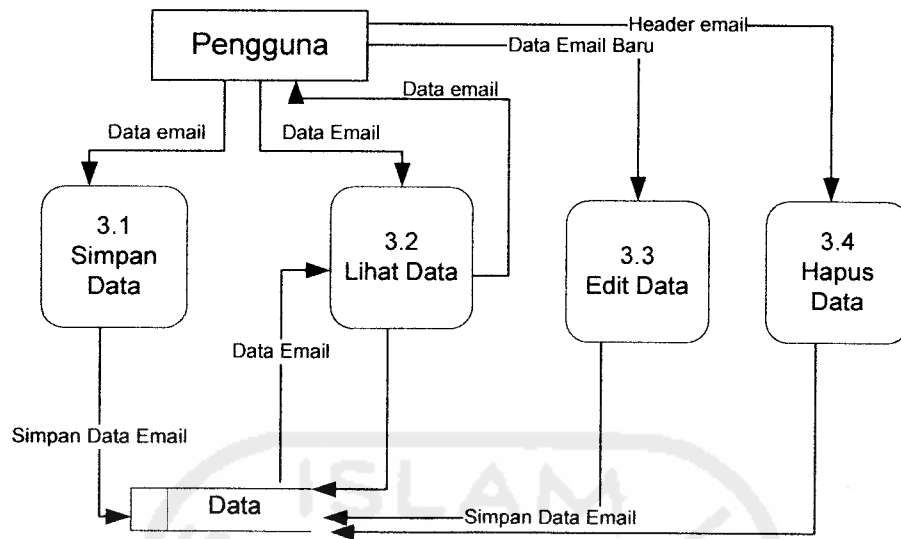 Pengguna
Header email
Data Email Baru
Data email
Data email
Data Email
3.1
Simpan
Data
3.2
Lihat Data
3.3
Edit Data
3.4
Hapus
Data
Data Email
Simpan Data Email
ISLAM
Data
Simpan Data Email